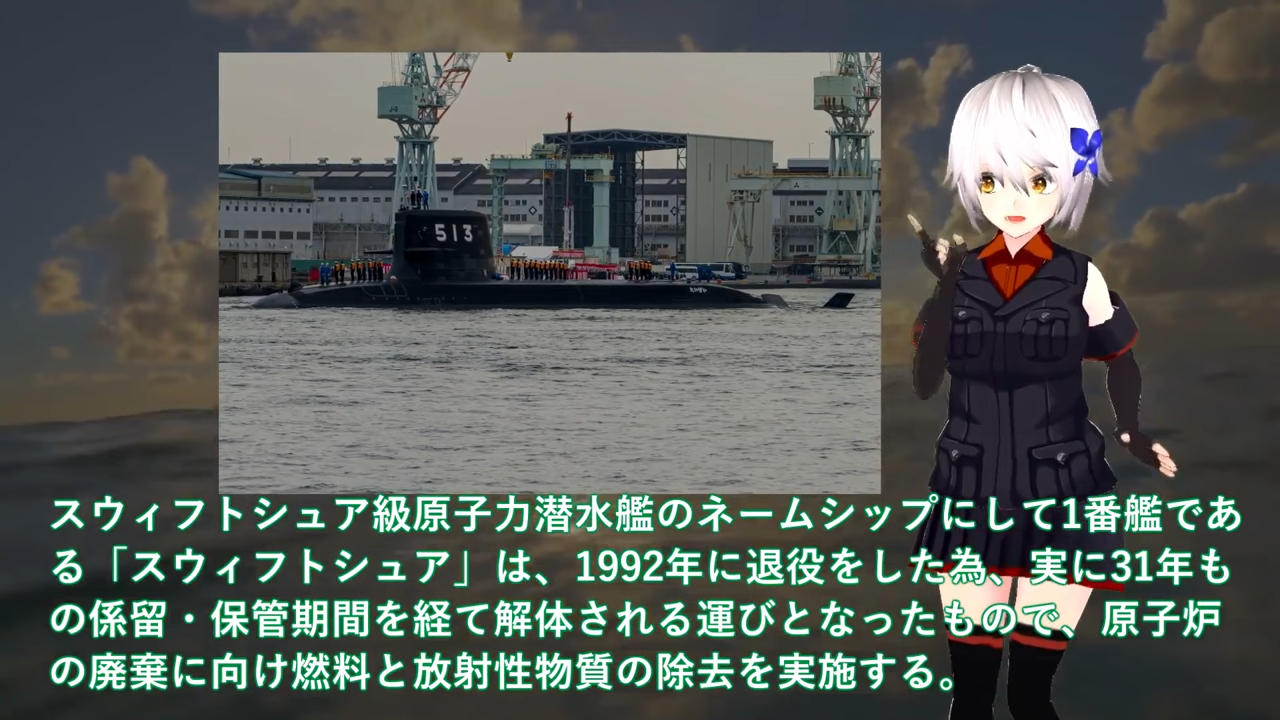 513
スウィフトシュア級原子力潜水艦のネームシップにして1番艦であ
る「スウィフトシュア」は、1992年に退役をした為、実に31年も
の係留・保管期間を経て解体される運びとなったもので、原子炉
の廃棄に向け燃料と放射性物質の除去を実施する。